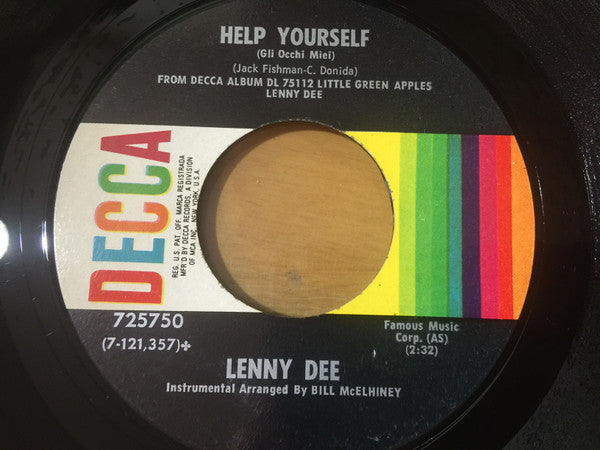 HELP YOURSELF
(Gli Occhi Miei)
(Jack Fishman-C. Donida)
FROM DECCA ALBUM DL 75112 LITTLE GREEN APPLES
LENNY DEE
DECCA
REG. U.S. PAT. OFF. MARCA REGISTRADA
MFR'D BY DECCA RECORDS, A DIVISION
OF MCA INC., NEW YORK, U.S.A.
725750
(7-121,357)✤
Famous Music
Corp. (AS)
(2:32)
LENNY DEE
Instrumental Arranged By BILL McELHINEY